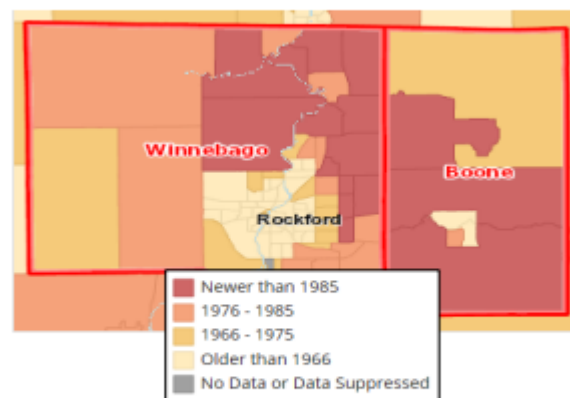 Winnebago
Boone
Rockford
Newer than 1985
1976 - 1985
1966 - 1975
Older than 1966
No Data or Data Suppressed